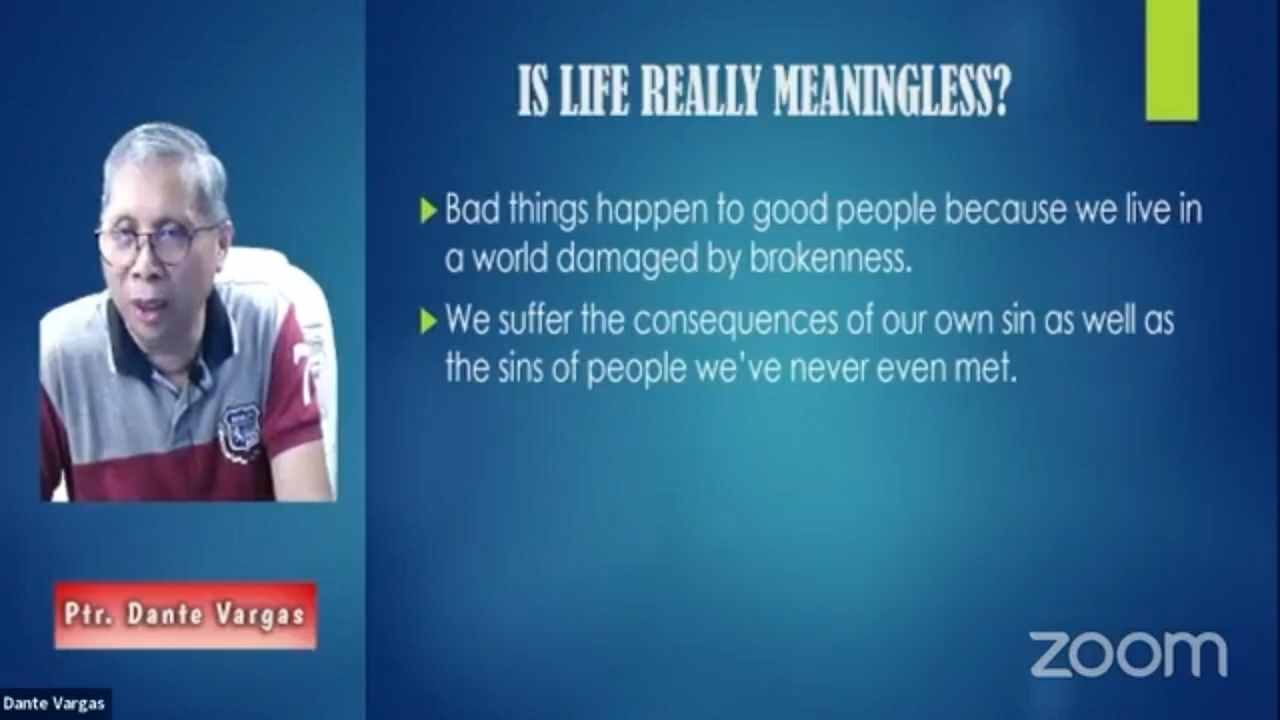 IS LIFE REALLY MEANINGLESS?
Bad things happen to good people because we live in
a world damaged by brokenness.
We suffer the consequences of our own sin as well as
the sins of people we've never even met.
Ptr. Dante Vargas
zoom
Dante Vargas